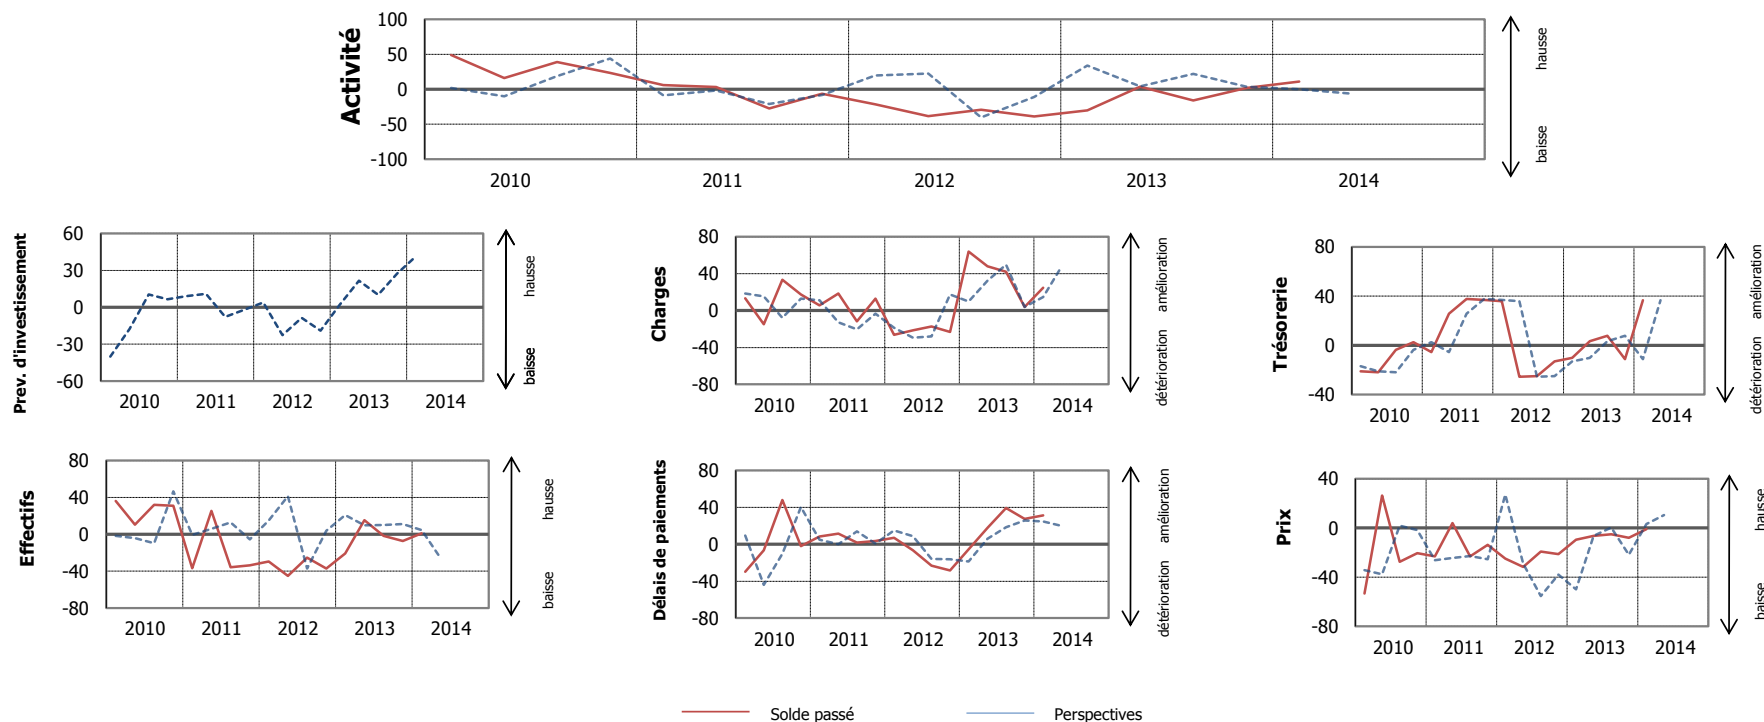 Activité
100
50
0
-50
-100
2010 2011 2012 2013 2014
hausse
baisse
Prev. d'investissement
60
30
0
-30
-60
2010 2011 2012 2013 2014
hausse
baisse
Charges
80
40
0
-40
-80
2010 2011 2012 2013 2014
amélioration
détérioration
Trésorerie
80
40
0
-40
2010 2011 2012 2013 2014
amélioration
détérioration
Effectifs
80
40
0
-40
-80
2010 2011 2012 2013 2014
hausse
baisse
Délais de paiements
80
40
0
-40
-80
2010 2011 2012 2013 2014
amélioration
détérioration
Prix
40
0
-40
-80
2010 2011 2012 2013 2014
hausse
baisse
Solde passé Perspectives